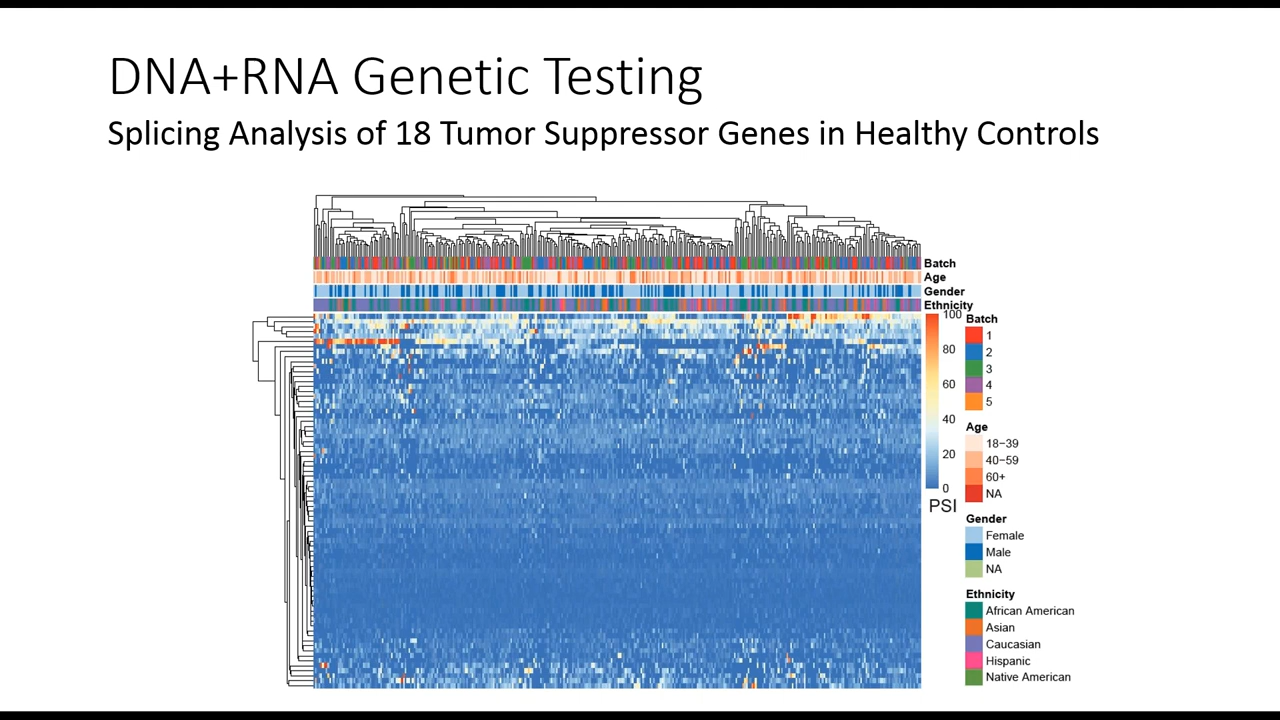 DNA+RNA Genetic Testing
Splicing Analysis of 18 Tumor Suppressor Genes in Healthy Controls
Batch
Age
Gender
Ethnicity
100
80
60
40
20
0
PSI
Batch
1
2
3
4
5
Age
18−39
40−59
60+
NA
Gender
Female
Male
NA
Ethnicity
African American
Asian
Caucasian
Hispanic
Native American